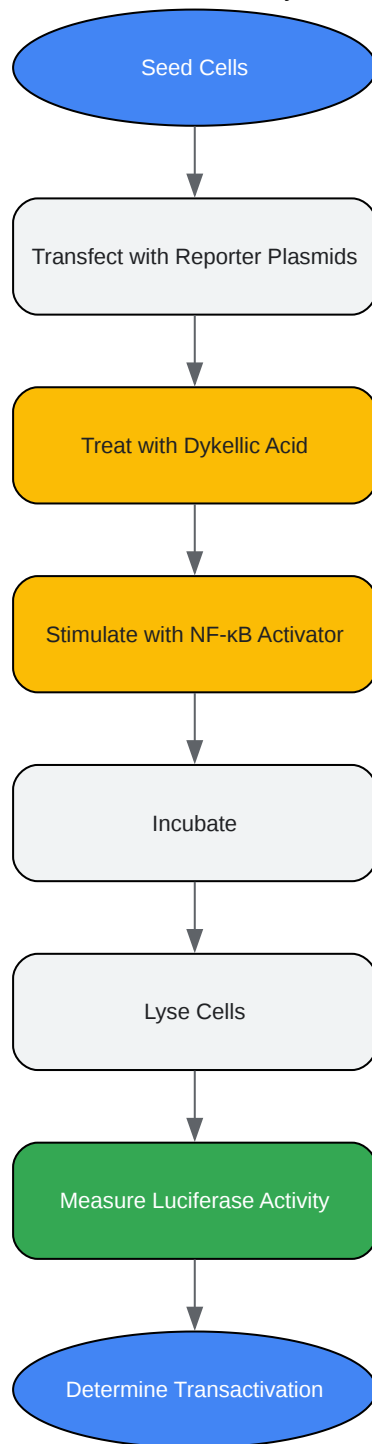 Seed Cells
Transfect with Reporter Plasmids
Treat with Dykellic Acid
Stimulate with NF-κB Activator
Incubate
Lyse Cells
Measure Luciferase Activity
Determine Transactivation